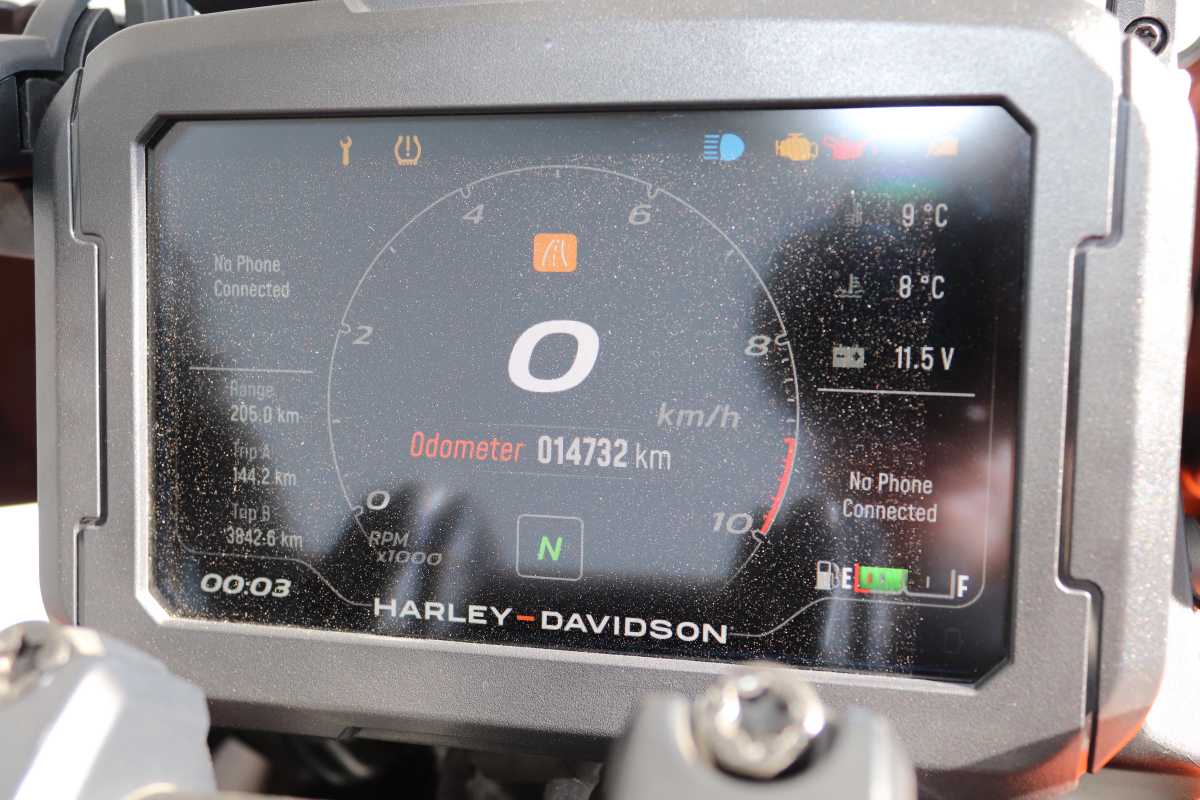 4
6
9 °C
No Phone
Connected
8 °C
2
0
8
11.5 V
Range
205.0 km
km/h
Odometer 014732 km
Trip A
144.2 km
No Phone
Connected
0
10
Trip B
3842.6 km
RPM
x1000
N
00:03
E
F
HARLEY-DAVIDSON